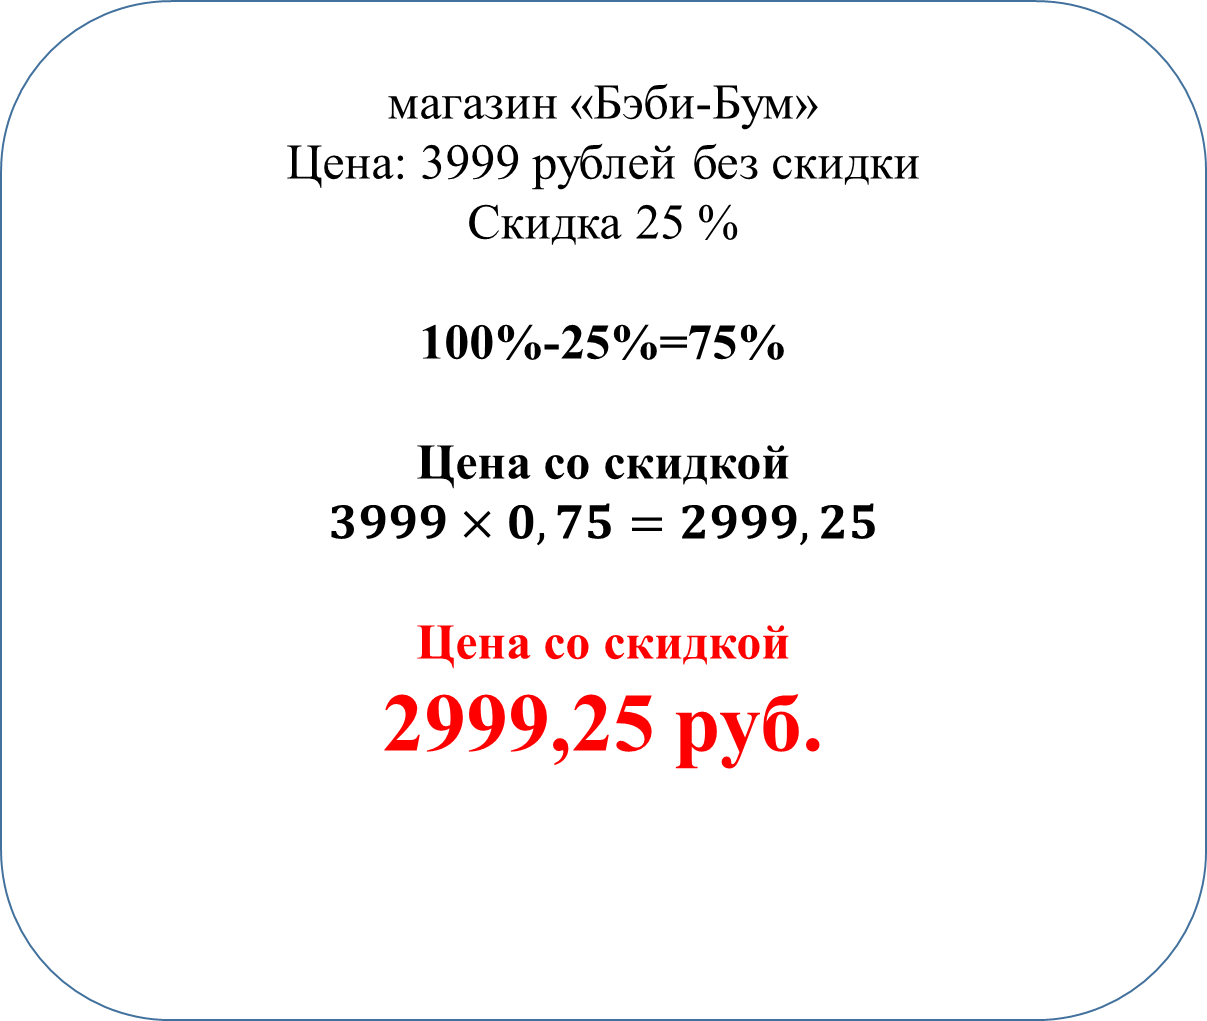 магазин «Бэби-Бум»
Цена: 3999 рублей без скидки
Скидка 25 %
100%-25%=75%
Цена со скидкой
3999 × 0,75 = 2999,25
Цена со скидкой
2999,25 руб.